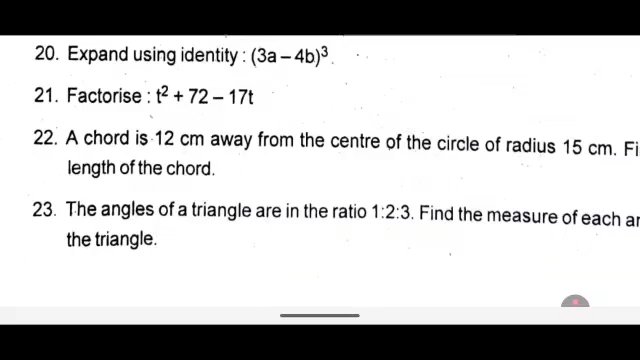 20. Expand using identity : (3a – 4b)³.
21. Factorise : t² + 72 – 17t
22. A chord is 12 cm away from the centre of the circle of radius 15 cm.
length of the chord.
23. The angles of a triangle are in the ratio 1:2:3. Find the measure of each
the triangle.